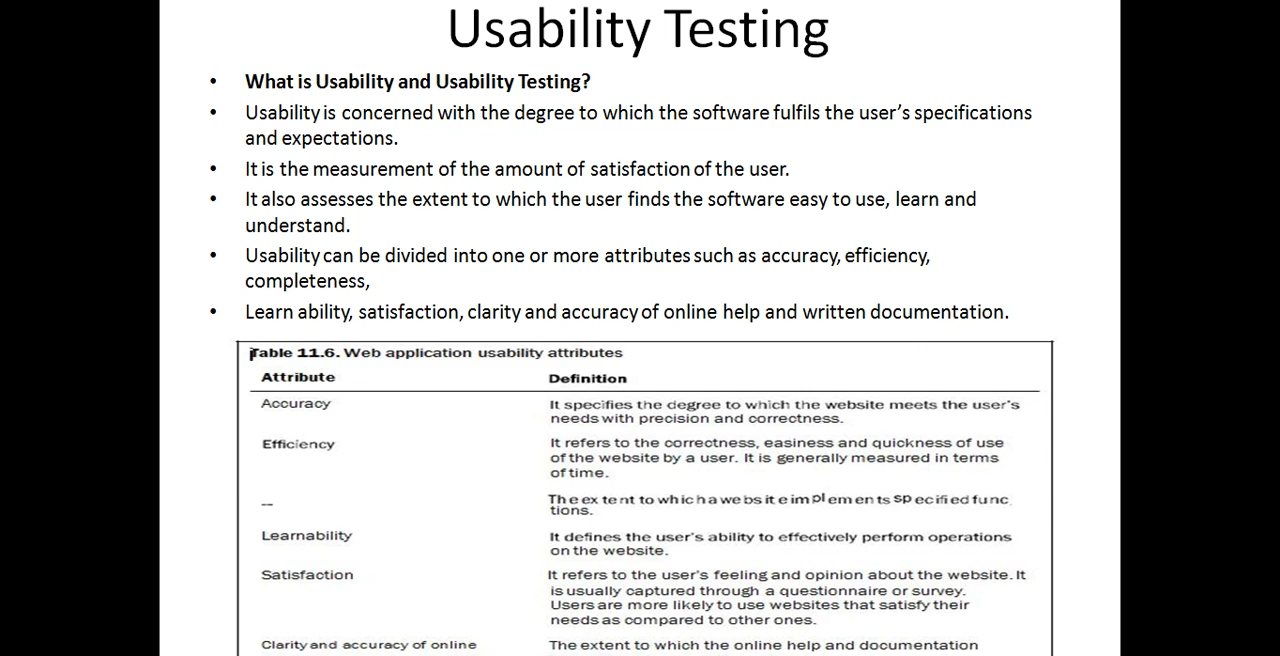 Usability Testing
• What is Usability and Usability Testing?
• Usability is concerned with the degree to which the software fulfils the user's specifications
and expectations.
• It is the measurement of the amount of satisfaction of the user.
• It also assesses the extent to which the user finds the software easy to use, learn and
understand.
• Usability can be divided into one or more attributes such as accuracy, efficiency,
completeness,
• Learn ability, satisfaction, clarity and accuracy of online help and written documentation.
Table 11.6. Web application usability attributes
Attribute Definition
Accuracy It specifies the degree to which the website meets the user's
needs with precision and correctness.
Efficiency It refers to the correctness, easiness and quickness of use
of the website by a user. It is generally measured in terms
of time.
-- The extent to which a website implements specified func
tions.
Learnability It defines the user's ability to effectively perform operations
on the website.
Satisfaction It refers to the user's feeling and opinion about the website. It
is usually captured through a questionnaire or survey.
Users are more likely to use websites that satisfy their
needs as compared to other ones.
Clarity and accuracy of online The extent to which the online help and documentation